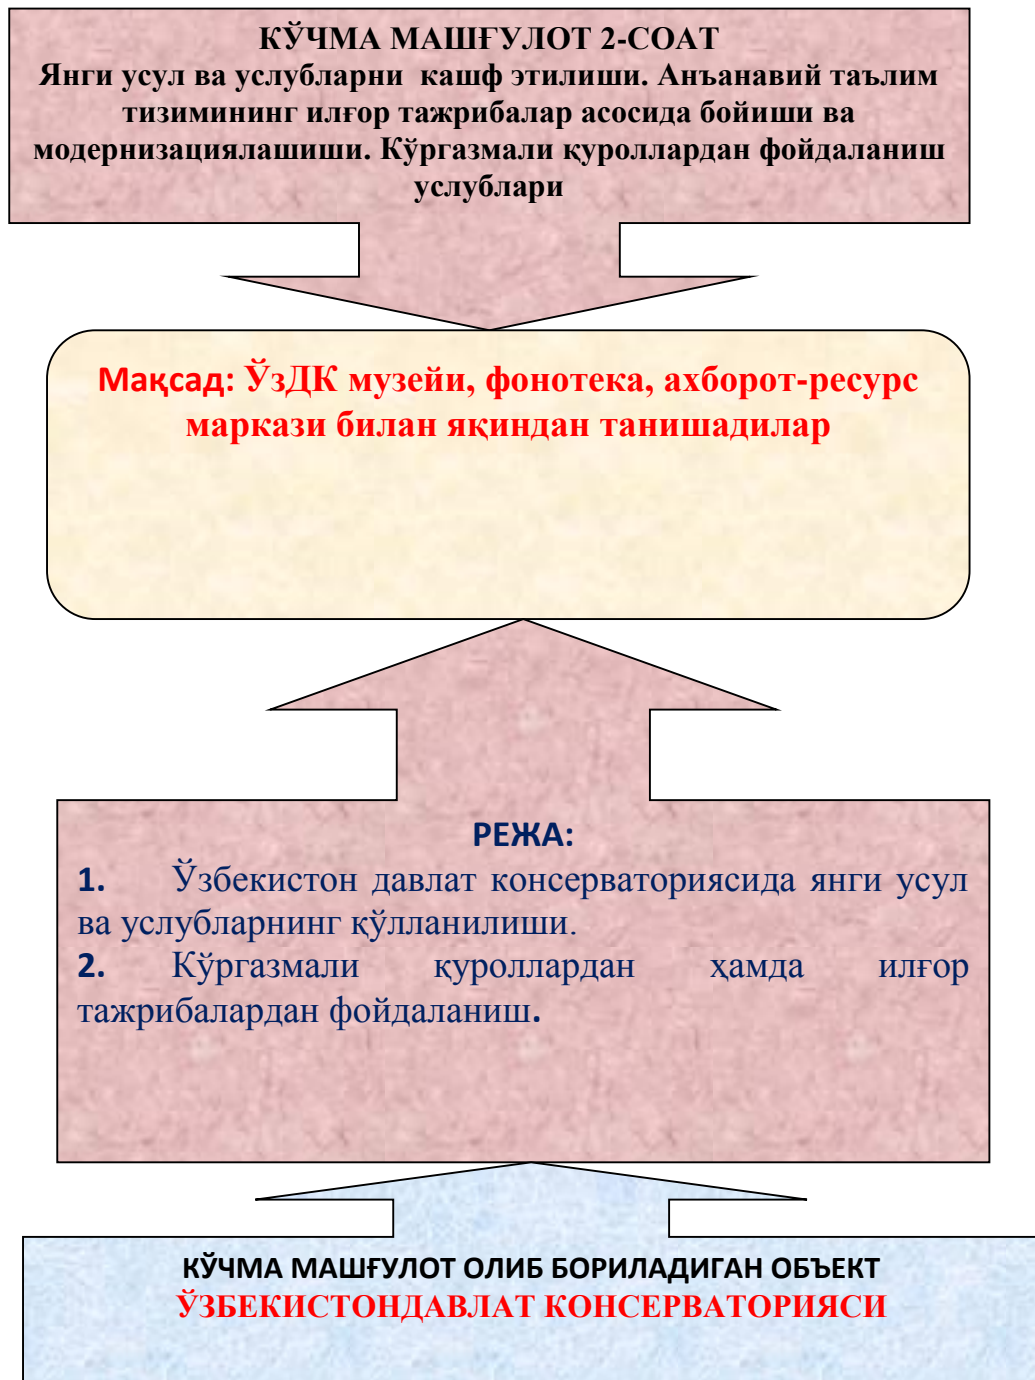 КЎЧМА МАШҒУЛОТ 2-СОАТ
Янги усул ва услубларни кашф этилиши. Анъанавий таълим
тизимининг илғор тажрибалар асосида бойиши ва
модернизациялашиши. Кўргазмали қуроллардан фойдаланиш
услублари
Мақсад: ЎзДК музейи, фонотека, ахборот-ресурс
маркази билан яқиндан танишадилар
РЕЖА:
1. Ўзбекистон давлат консерваториясида янги усул
ва услубларнинг қўлланилиши.
2. Кўргазмали қуроллардан ҳамда илғор
тажрибалардан фойдаланиш.
КЎЧМА МАШҒУЛОТ ОЛИБ БОРИЛАДИГАН ОБЪЕКТ
ЎЗБЕКИСТОНДАВЛАТ КОНСЕРВАТОРИЯСИ